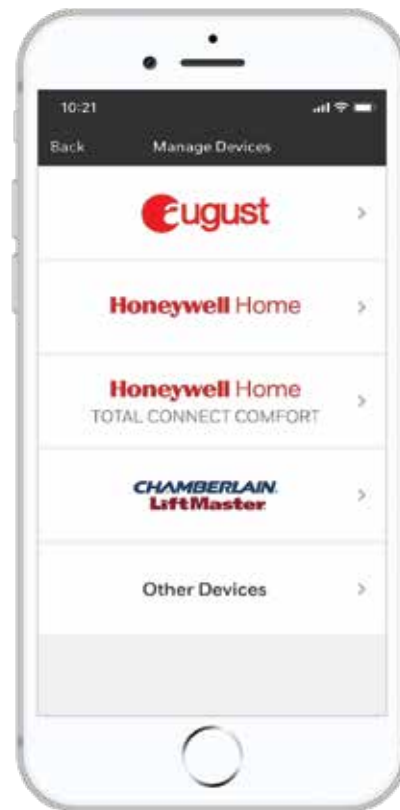 10:21
Back Manage Devices
august
Honeywell Home
Honeywell Home
TOTAL CONNECT COMFORT
CHAMBERLAIN
LiftMaster
Other Devices